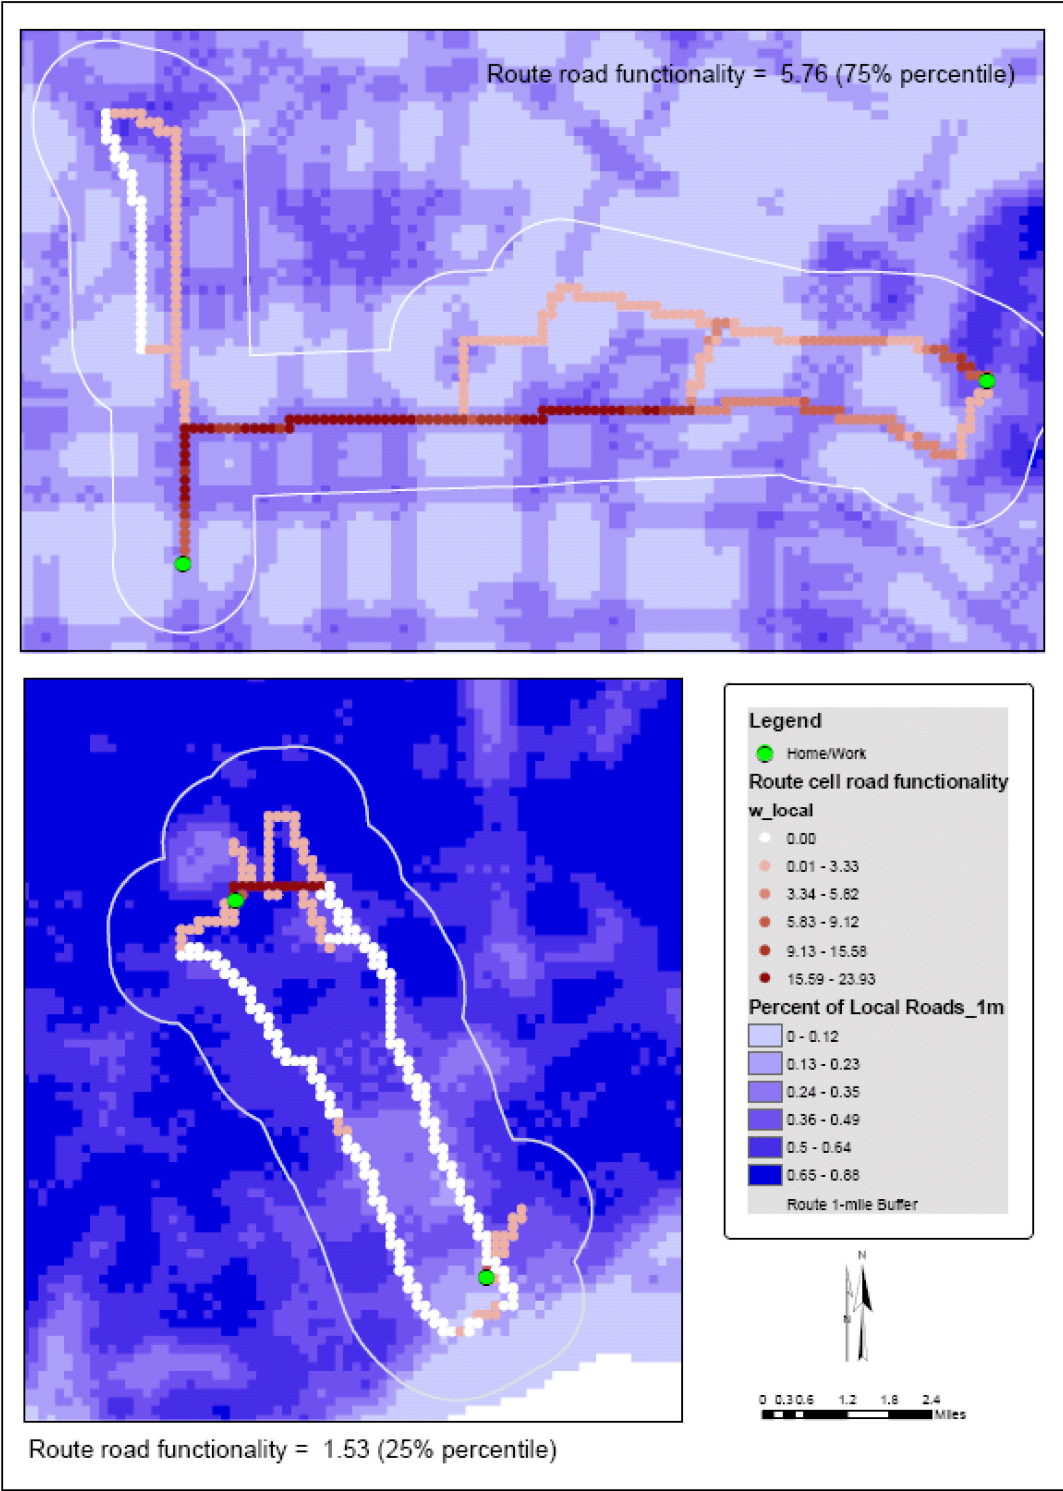 Route road functionality = 5.76 (75% percentile)
Legend
Home/Work
Route cell road functionality
w_local
0.00
0.01 - 3.33
3.34 - 5.82
5.83 - 9.12
9.13 - 15.58
15.59 - 23.93
Percent of Local Roads_1m
0 - 0.12
0.13 - 0.23
0.24 - 0.35
0.36 - 0.49
0.5 - 0.64
0.65 - 0.88
Route 1-mile Buffer
N
N
0 0.3 0.6 1.2 1.8 2.4
Miles
Route road functionality = 1.53 (25% percentile)